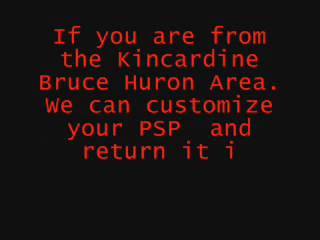 If you are from
the Kincardine
Bruce Huron Area.
We can customize
your PSP  and
return it i